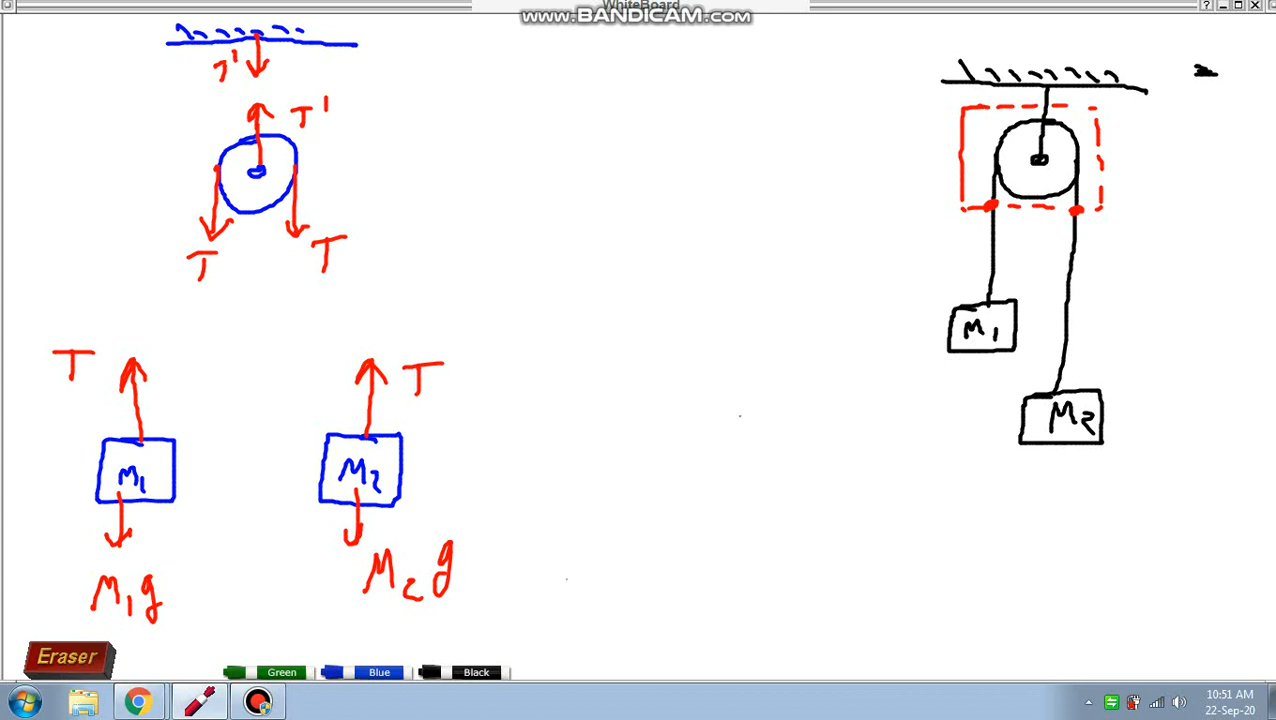 WhiteBoard
www.BANDICAM.com
T'
T'
T
T
M1
M2
T
T
M1
M2
M1g
M2g
Eraser
Green
Blue
Black
10:51 AM
22-Sep-20